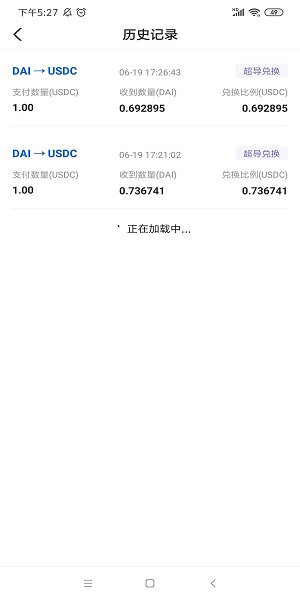 下午5:27 49
历史记录
DAI → USDC 06-19 17:26:43 超导兑换
支付数量(USDC) 收到数量(DAI) 兑换比例(USDC)
1.00 0.692895 0.692895
DAI → USDC 06-19 17:21:02 超导兑换
支付数量(USDC) 收到数量(DAI) 兑换比例(USDC)
1.00 0.736741 0.736741
正在加载中...